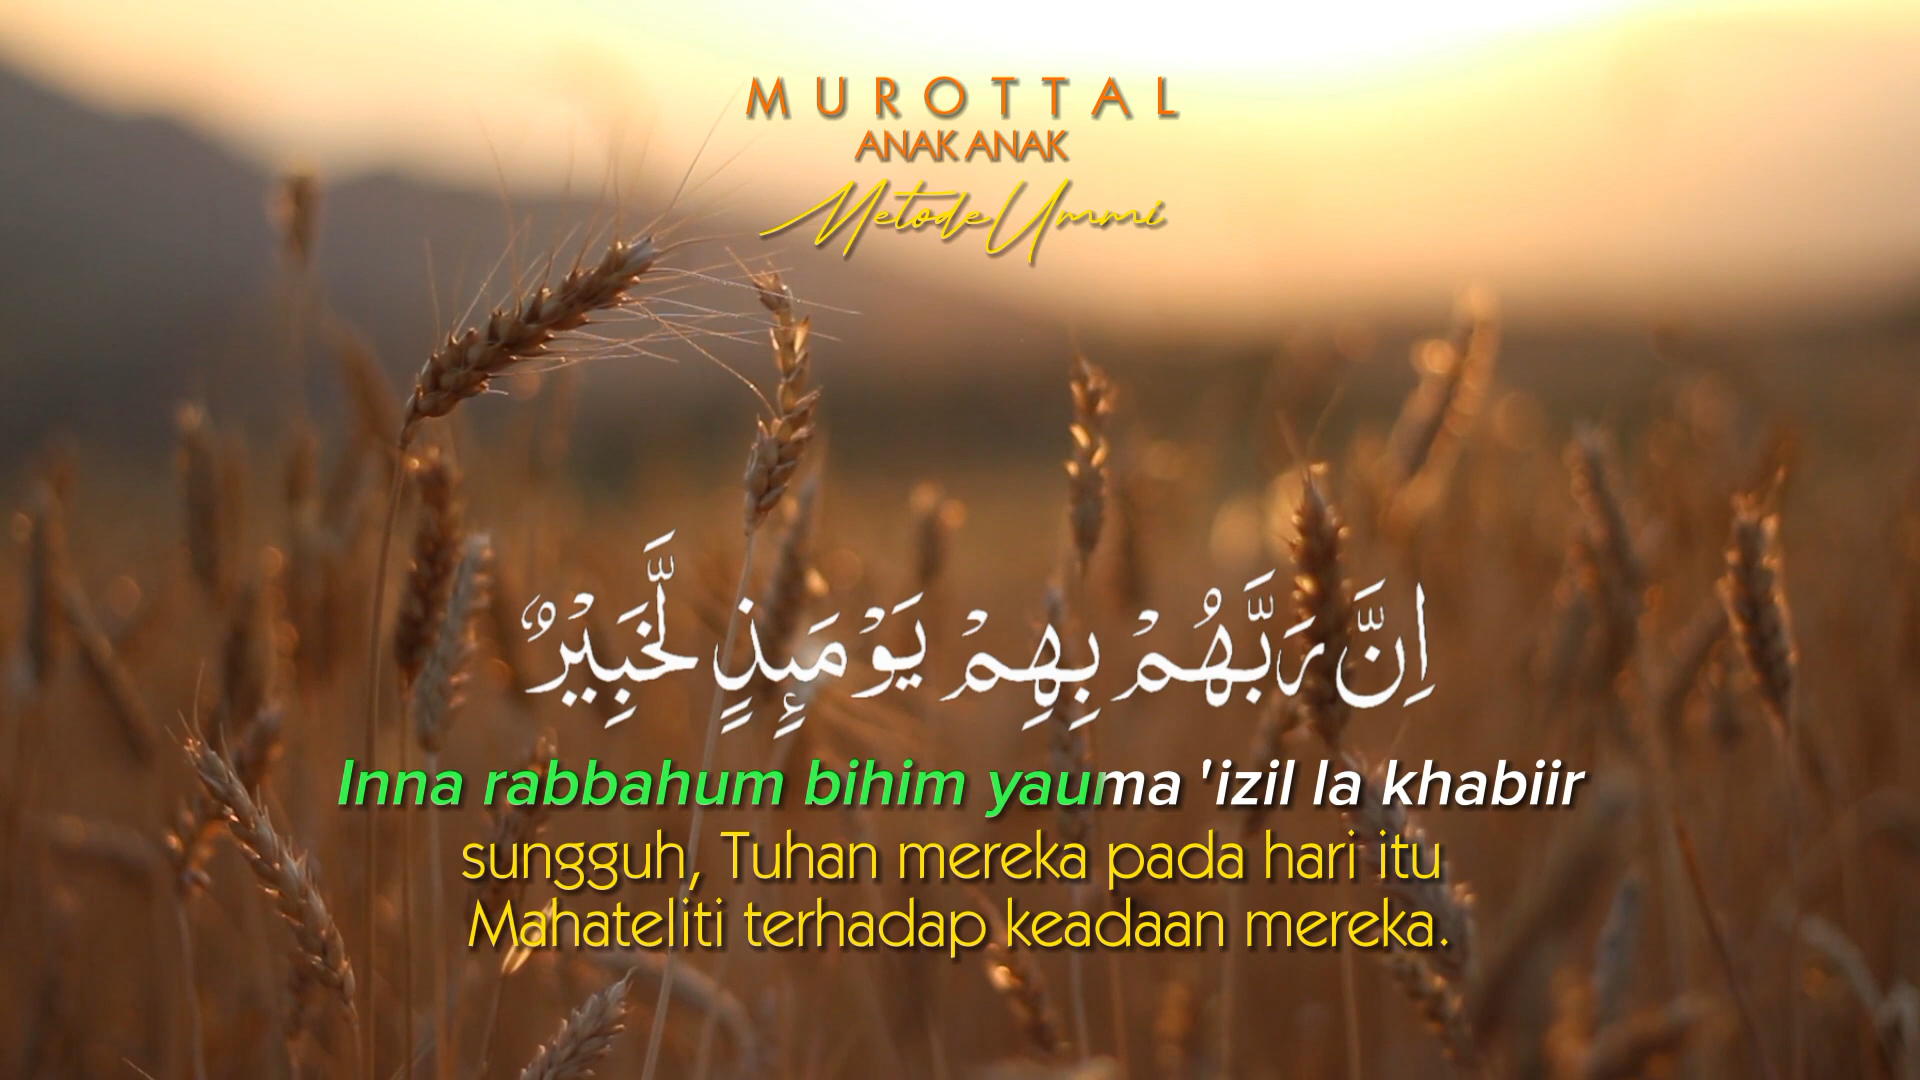 MUROTTAL
ANAK ANAK
Metode Ummi
اِنَّ رَبَّهُمْ بِهِمْ يَوْمَىِٕذٍ لَّخَبِيْرٌ
Inna rabbahum bihim yauma 'izil la khabiir
sungguh, Tuhan mereka pada hari itu
Mahateliti terhadap keadaan mereka.